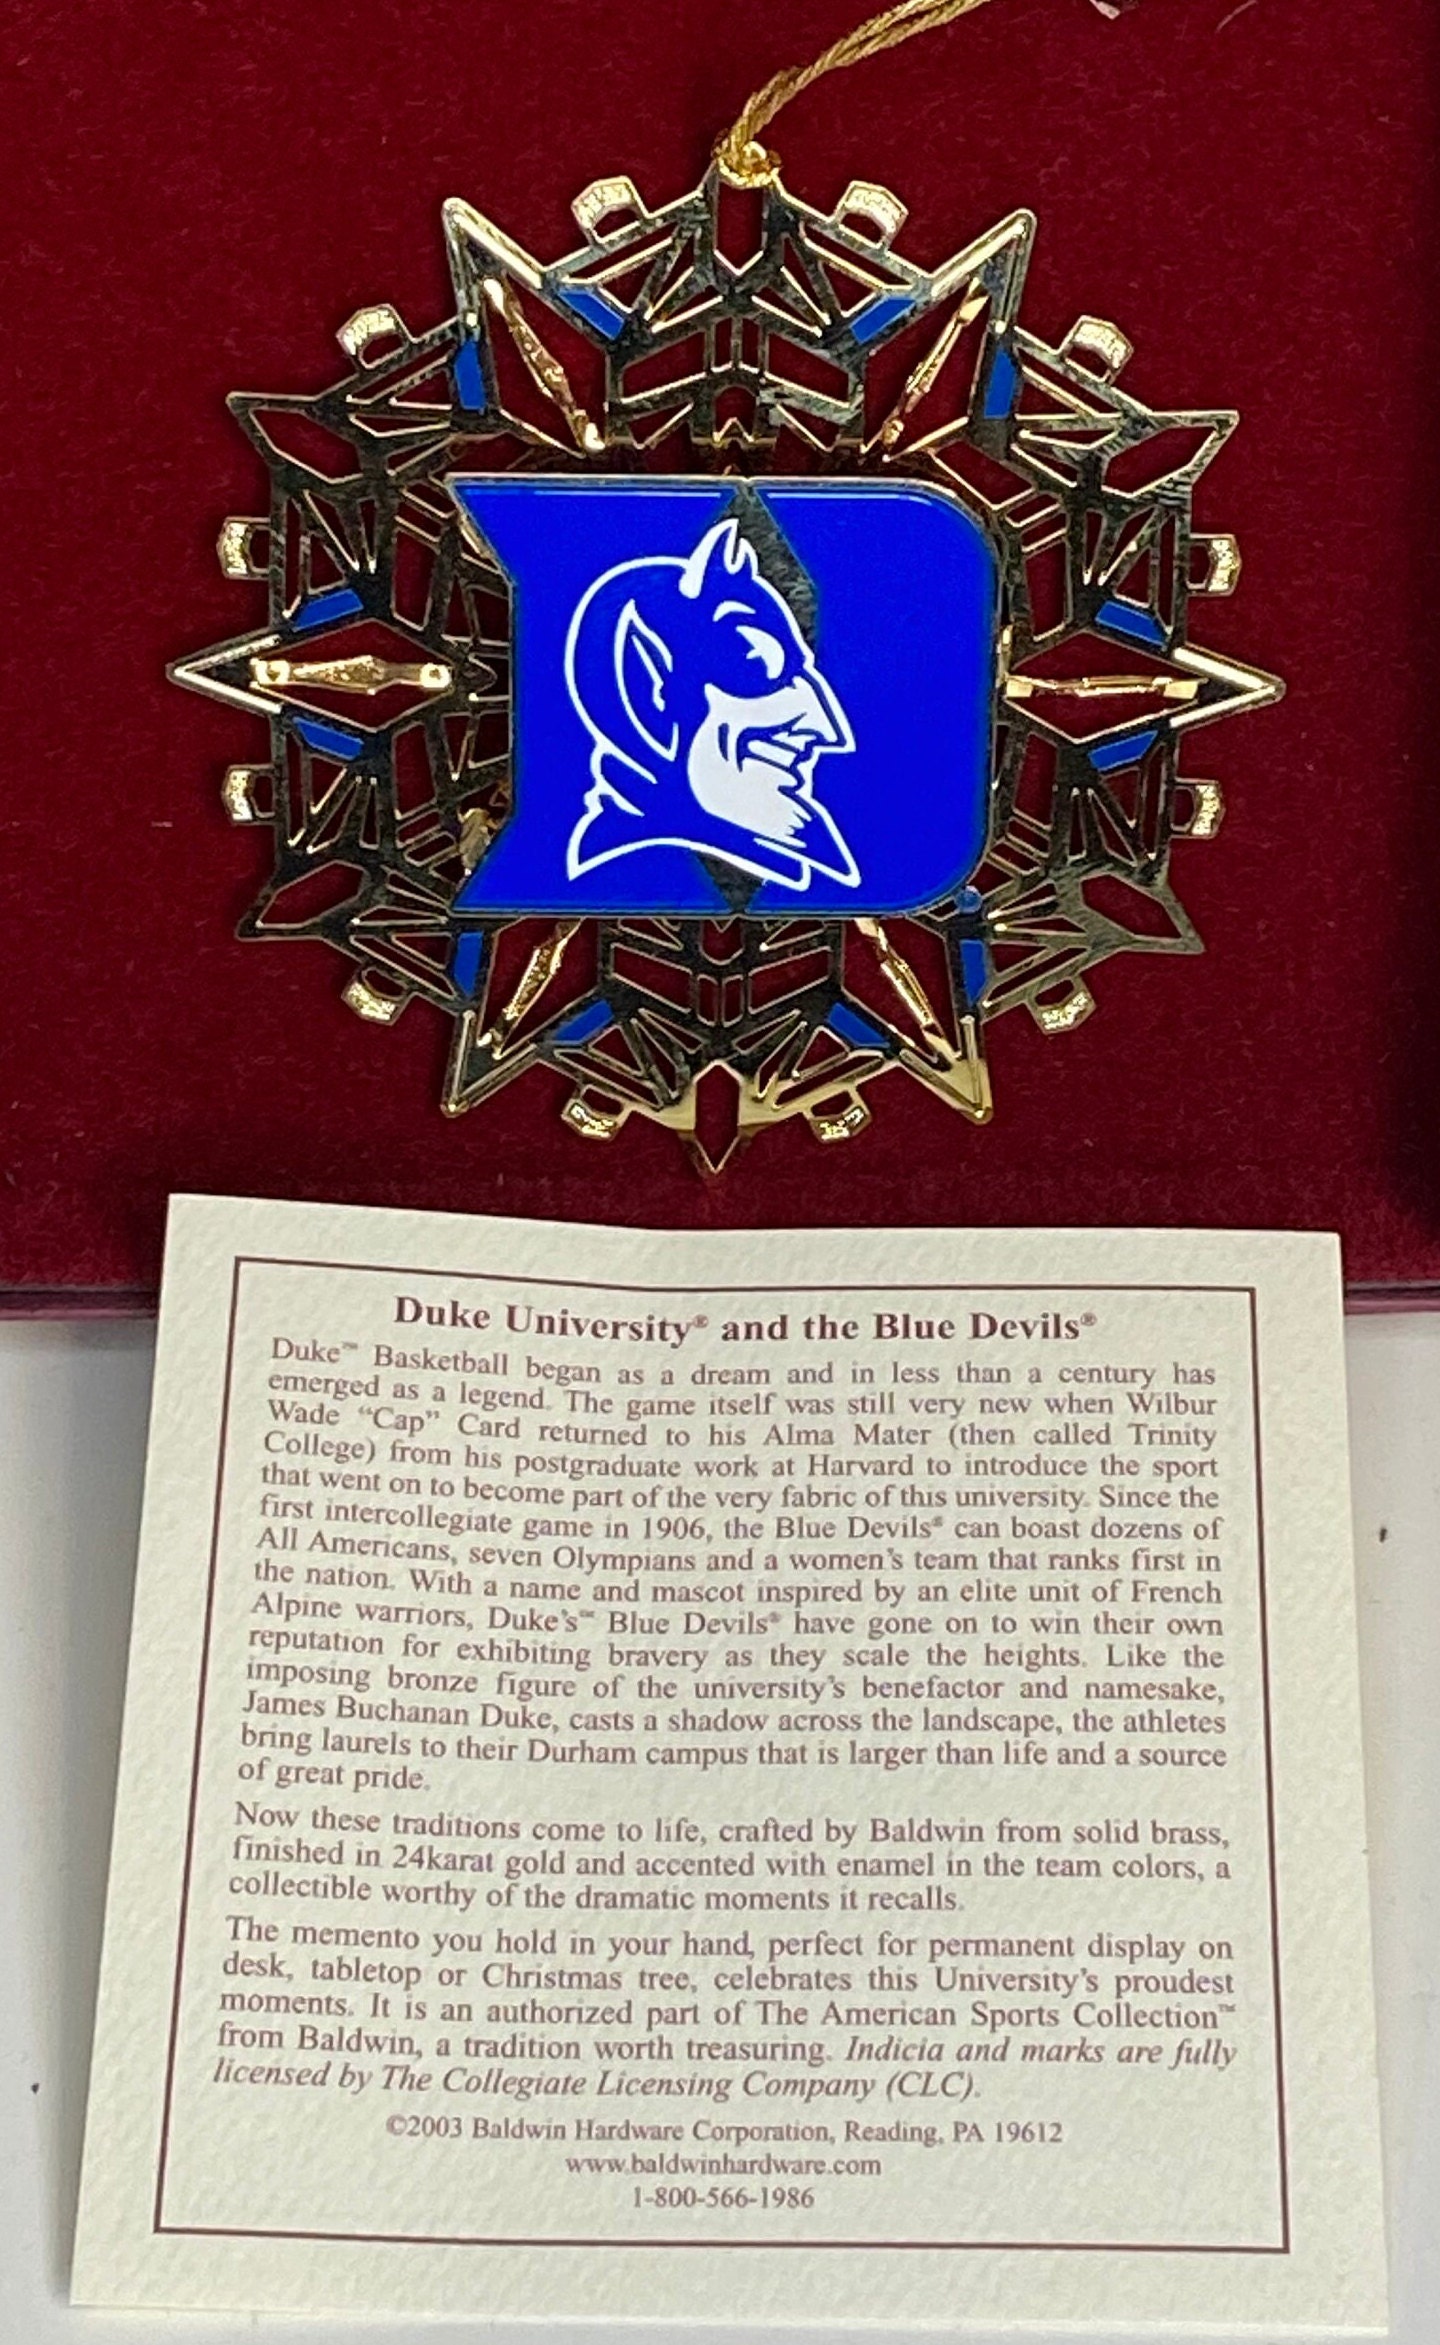 Duke University® and the Blue Devils®
Duke™ Basketball began as a dream and in less than a century has
emerged as a legend. The game itself was still very new when Wilbur
Wade “Cap” Card returned to his Alma Mater (then called Trinity
College) from his postgraduate work at Harvard to introduce the sport
that went on to become part of the very fabric of this university. Since the
first intercollegiate game in 1906, the Blue Devils® can boast dozens of
All Americans, seven Olympians and a women’s team that ranks first in
the nation. With a name and mascot inspired by an elite unit of French
Alpine warriors, Duke’s™ Blue Devils® have gone on to win their own
reputation for exhibiting bravery as they scale the heights. Like the
imposing bronze figure of the university’s benefactor and namesake,
James Buchanan Duke, casts a shadow across the landscape, the athletes
bring laurels to their Durham campus that is larger than life and a source
of great pride.
Now these traditions come to life, crafted by Baldwin from solid brass,
finished in 24karat gold and accented with enamel in the team colors, a
collectible worthy of the dramatic moments it recalls.
The memento you hold in your hand, perfect for permanent display on
desk, tabletop or Christmas tree, celebrates this University’s proudest
moments. It is an authorized part of The American Sports Collection™
from Baldwin, a tradition worth treasuring. Indicia and marks are fully
licensed by The Collegiate Licensing Company (CLC).
©2003 Baldwin Hardware Corporation, Reading, PA 19612
www.baldwinhardware.com
1-800-566-1986